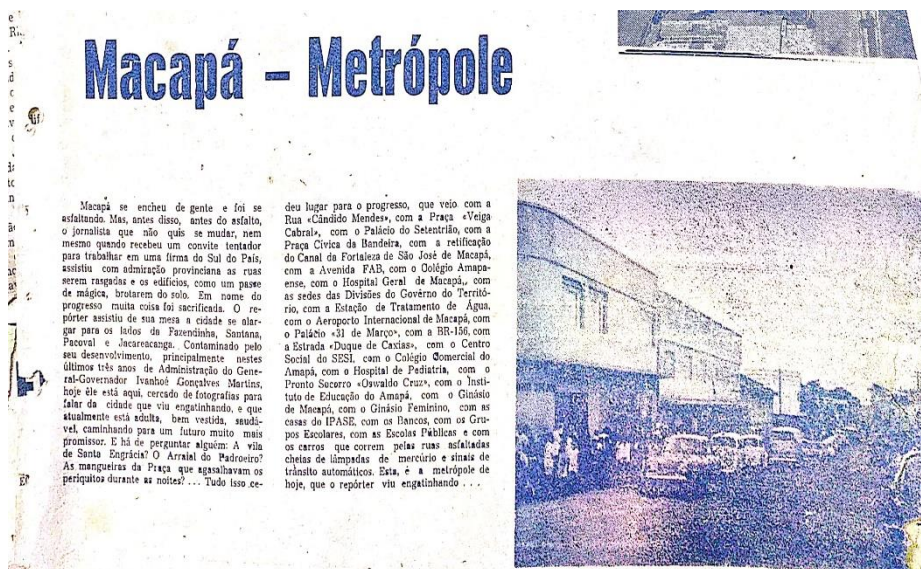 Macapá – Metrópole
Macapá se encheu de gente e foi se
asfaltando. Mas, antes disso, antes do asfalto,
o jornalista que não quis se mudar, nem
mesmo quando recebeu um convite tentador
para trabalhar em uma firma do Sul do País,
assistiu com admiração provinciana as ruas
serem rasgadas e os edifícios, como um passe
de mágica, brotarem do solo. Em nome do
progresso muita coisa foi sacrificada. O re-
pórter assistiu de sua mesa a cidade se alar-
gar para os lados da Fazendinha, Santana,
Pacoval e Jacareacanga. Contaminado pelo
seu desenvolvimento, principalmente nestes
últimos três anos de Administração do Gene-
ral-Governador Ivanhoé Gonçalves Martins,
hoje êle está aqui, cercado de fotografias para
falar da cidade que viu engatinhando, e que
atualmente está adulta, bem vestida, saudá-
vel, caminhando para um futuro muito mais
promissor. E há de perguntar alguém: A vila
de Santa Engrácia? O Arraial do Padroeiro?
As mangueiras da Praça que agasalhavam os
periquitos durante as noites? ... Tudo isso ce-
deu lugar para o progresso, que veio com a
Rua «Cândido Mendes», com a Praça «Veiga
Cabral», com o Palácio do Setentrião, com a
Praça Cívica da Bandeira, com a retificação
do Canal da Fortaleza de São José de Macapá,
com a Avenida FAB, com o Colégio Amapa-
ense, com o Hospital Geral de Macapá,, com
as sedes das Divisões do Govêrno do Territó-
rio, com a Estação de Tratamento de Água,
com o Aeroporto Internacional de Macapá, com
o Palácio «31 de Março», com a BR-156, com
a Estrada «Duque de Caxias», com o Centro
Social do SESI, com o Colégio Comercial do
Amapá, com o Hospital de Pediatria, com o
Pronto Socorro «Oswaldo Cruz», com o Insti-
tuto de Educação do Amapá, com o Ginásio
de Macapá, com o Ginásio Feminino, com as
casas do IPASE, com os Bancos, com os Gru-
pos Escolares, com as Escolas Públicas e com
os carros que correm pelas ruas asfaltadas
cheias de lâmpadas de mercúrio e sinais de
trânsito automáticos. Esta, é a metrópole de
hoje, que o repórter viu engatinhando . . .